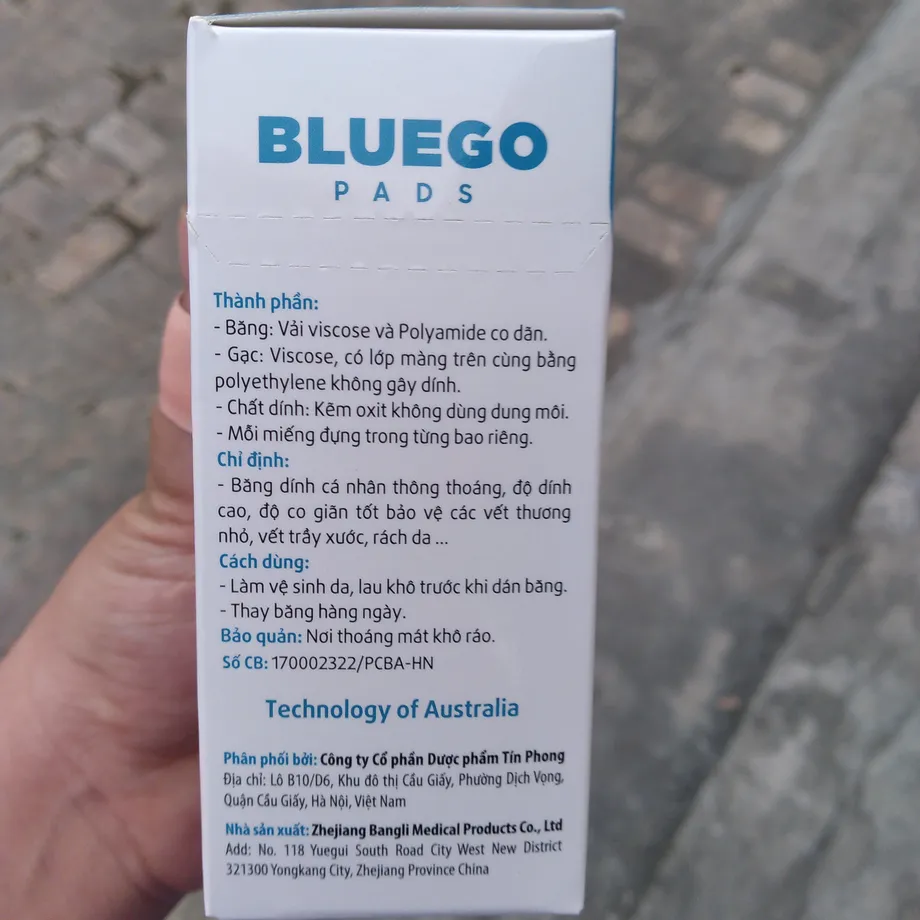 BLUEGO
PADS
Thành phần:
- Băng: Vải viscose và Polyamide co dãn.
- Gạc: Viscose, có lớp màng trên cùng bằng
polyethylene không gây dính.
- Chất dính: Kẽm oxit không dùng dung môi.
- Mỗi miếng đựng trong từng bao riêng.
Chỉ định:
- Băng dính cá nhân thông thoáng, độ dính
cao, độ co giãn tốt bảo vệ các vết thương
nhỏ, vết trầy xước, rách da ...
Cách dùng:
- Làm vệ sinh da, lau khô trước khi dán băng.
- Thay băng hàng ngày.
Bảo quản: Nơi thoáng mát khô ráo.
Số CB: 170002322/PCBA-HN
Technology of Australia
Phân phối bởi: Công ty Cổ phần Dược phẩm Tín Phong
Địa chỉ: Lô B10/D6, Khu đô thị Cầu Giấy, Phường Dịch Vọng,
Quận Cầu Giấy, Hà Nội, Việt Nam
Nhà sản xuất: Zhejiang Bangli Medical Products Co., Ltd
Add: No. 118 Yuegui South Road City West New District
321300 Yongkang City, Zhejiang Province China